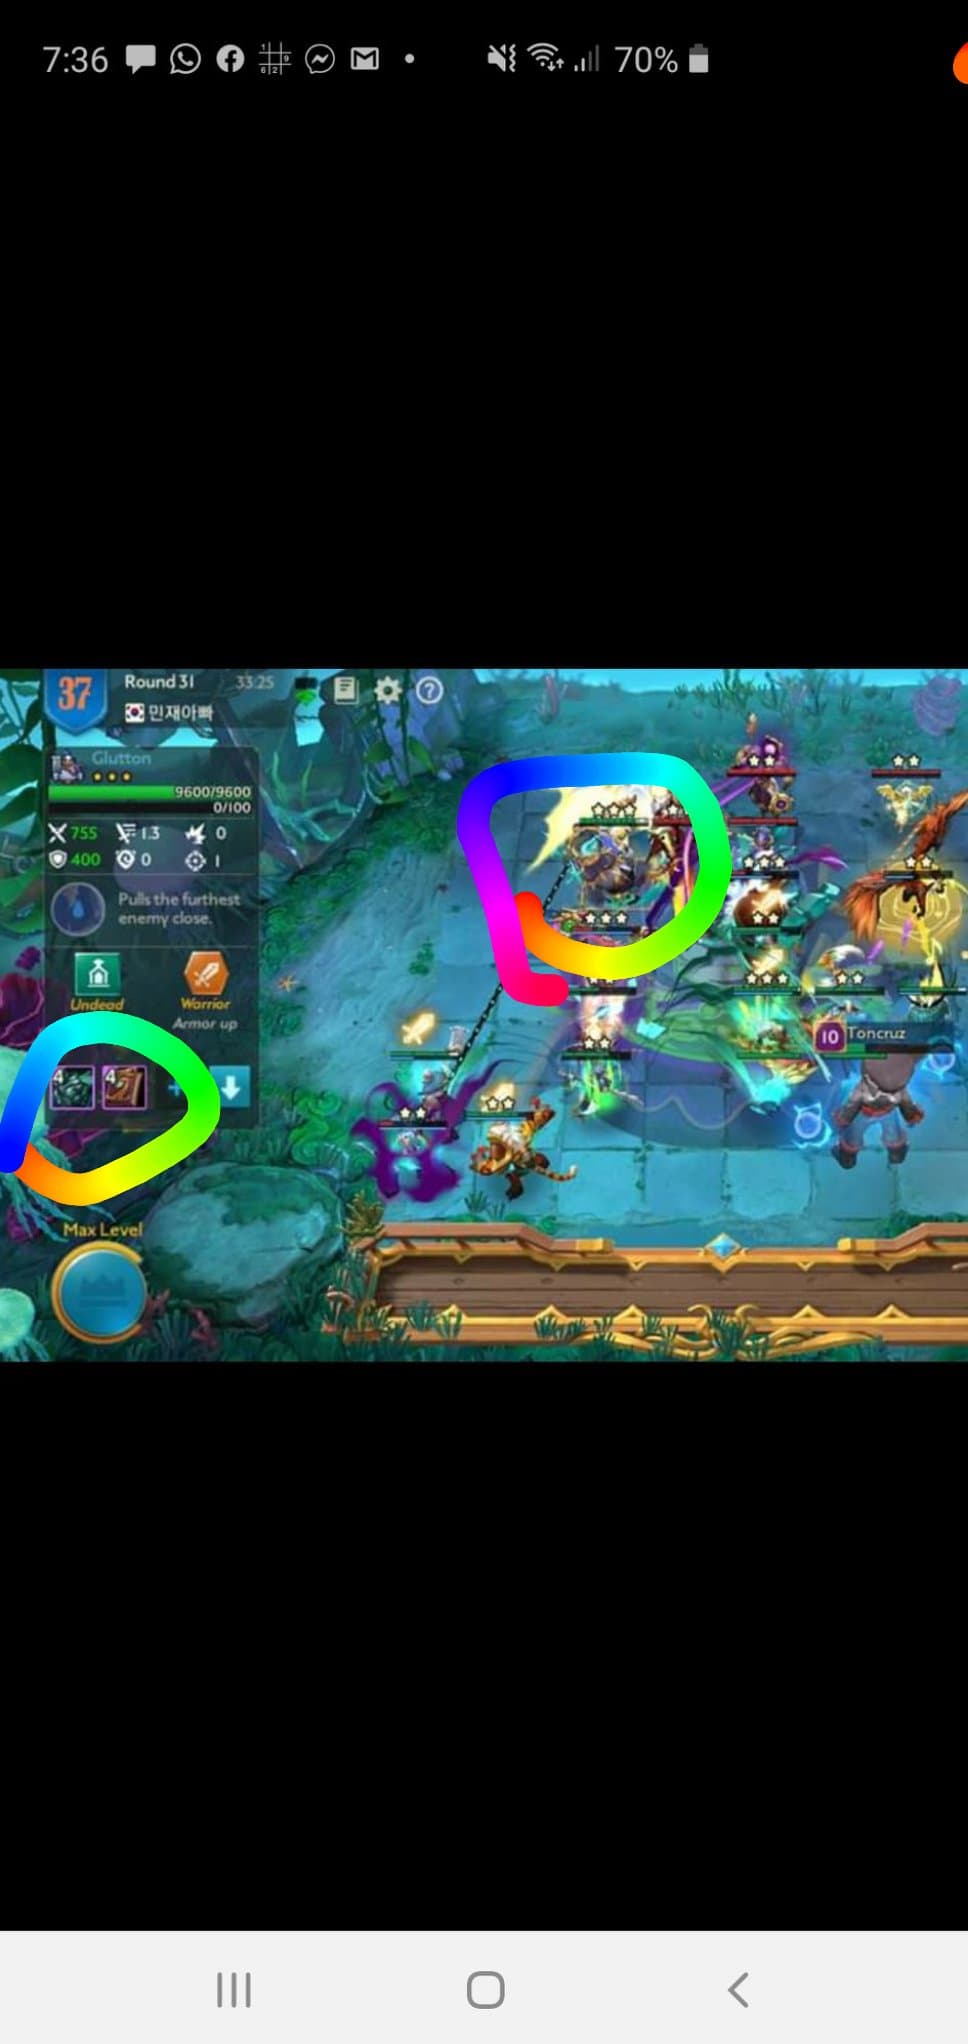 7:36
70%
37
Round 31
33:25
민재아빠
Glutton
9600/9600
0/100
755
1.3
0
400
0
1
Pulls the furthest
enemy close.
Undead
Warrior
Armor up
4
4
10
Toncruz
Max Level